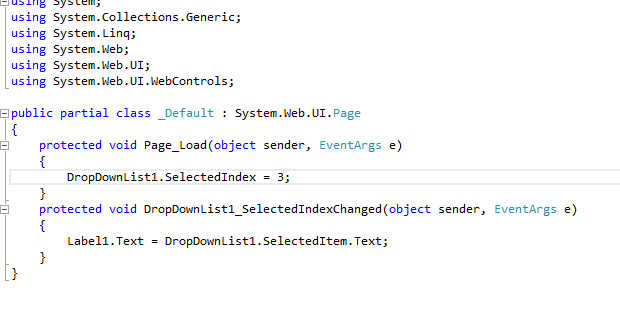 using System;
using System.Collections.Generic;
using System.Linq;
using System.Web;
using System.Web.UI;
using System.Web.UI.WebControls;
public partial class _Default : System.Web.UI.Page
{
protected void Page_Load(object sender, EventArgs e)
{
DropDownList1.SelectedIndex = 3;
}
protected void DropDownList1_SelectedIndexChanged(object sender, EventArgs e)
{
Label1.Text = DropDownList1.SelectedItem.Text;
}
}